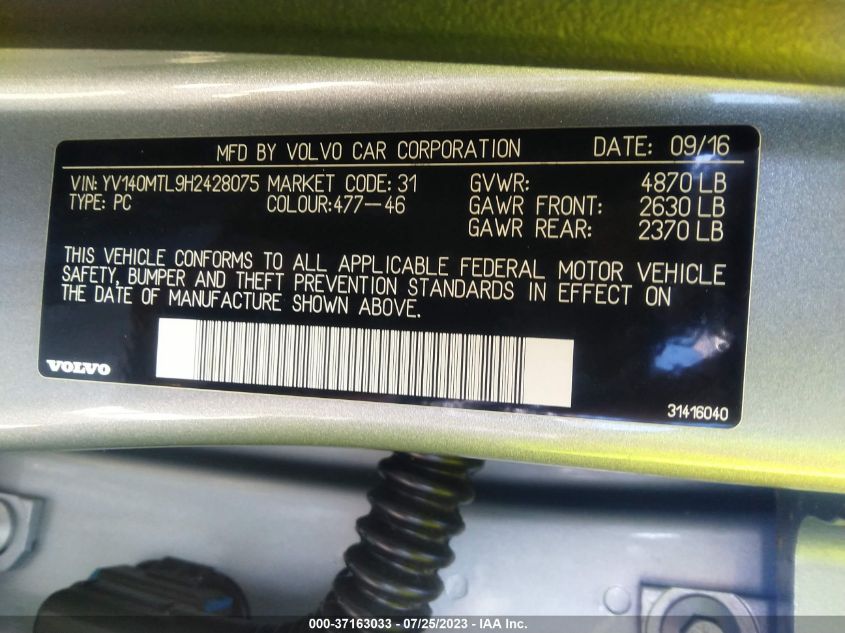 MFD BY VOLVO CAR CORPORATION DATE: 09/16
VIN: YV140MTL9H2428075 MARKET CODE: 31 GVWR: 4870 LB
TYPE: PC COLOUR:477-46 GAWR FRONT: 2630 LB
GAWR REAR: 2370 LB
THIS VEHICLE CONFORMS TO ALL APPLICABLE FEDERAL MOTOR VEHICLE
SAFETY, BUMPER AND THEFT PREVENTION STANDARDS IN EFFECT ON
THE DATE OF MANUFACTURE SHOWN ABOVE.
VOLVO
31416040
000-37163033 / 07/25/2023 - IAA Inc.